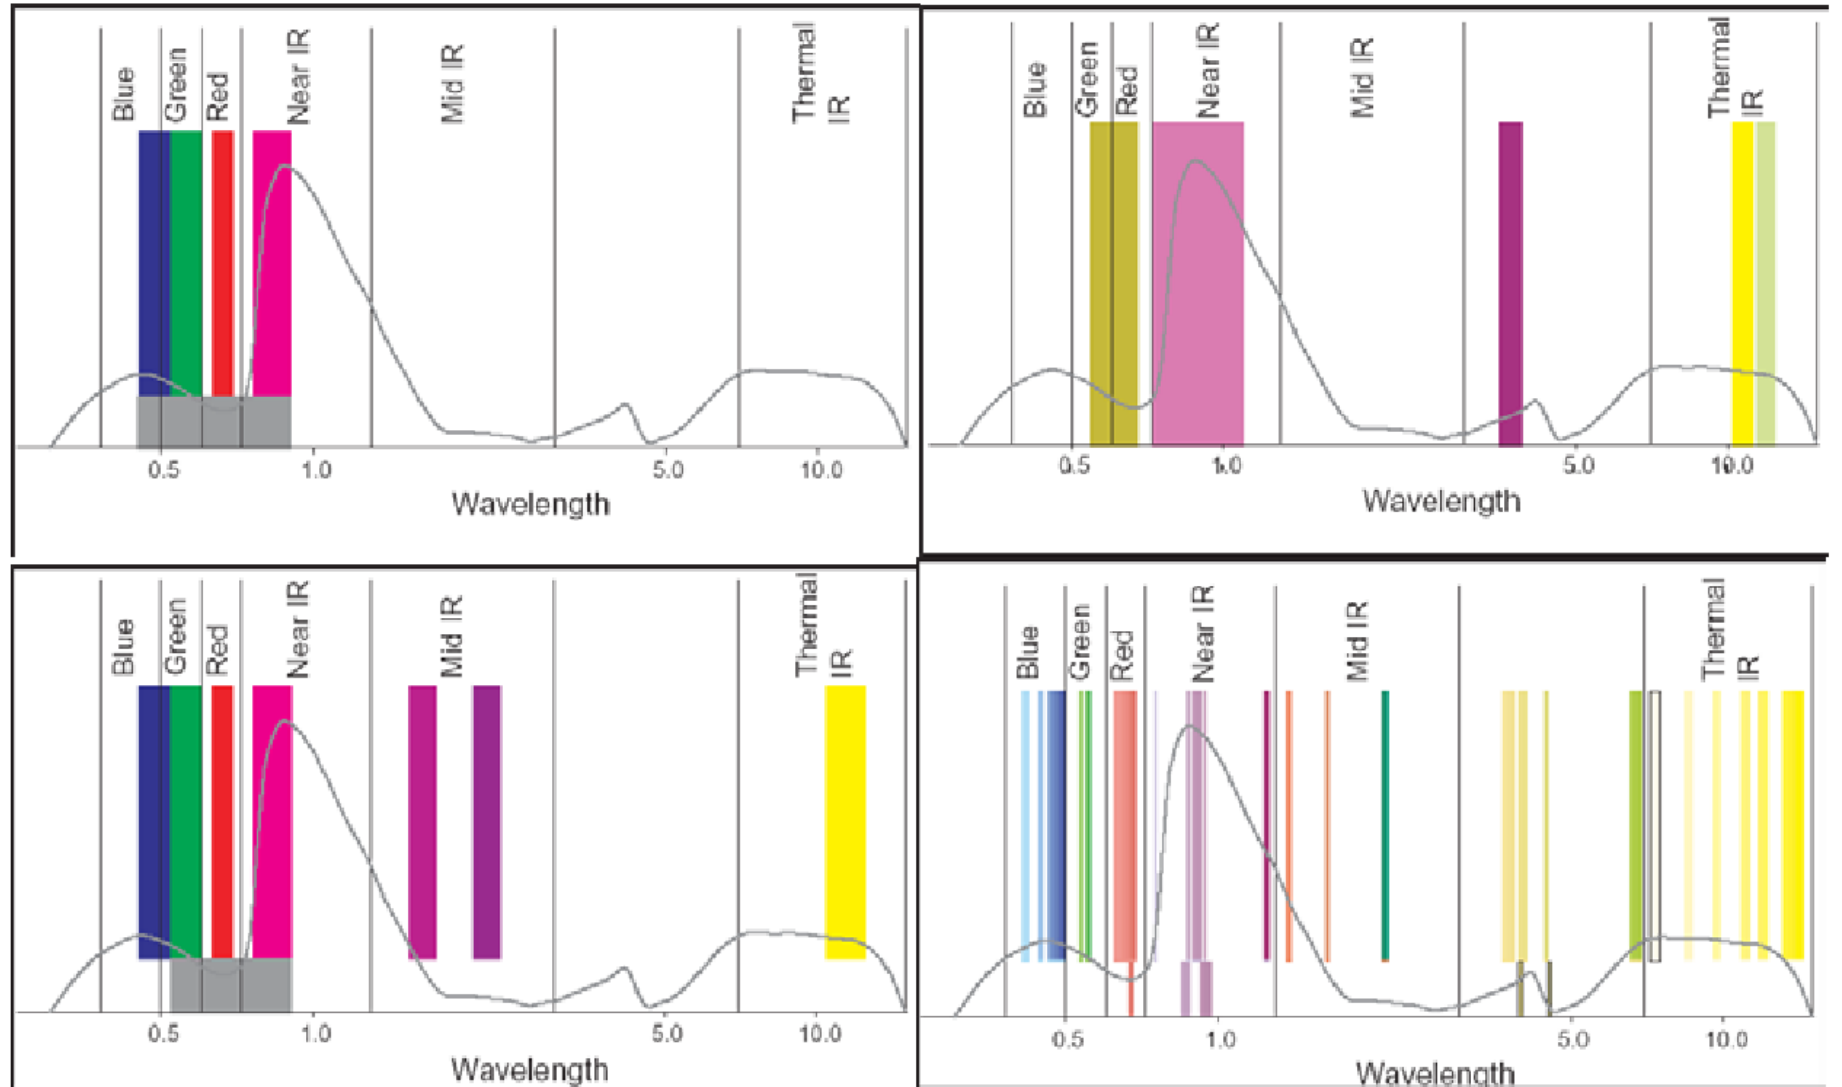 Blue
Green
Red
Near IR
Mid IR
Thermal
IR
0.5 1.0 5.0 10.0
Wavelength
Blue
Green
Red
Near IR
Mid IR
Thermal
IR
0.5 1.0 5.0 10.0
Wavelength
Blue
Green
Red
Near IR
Mid IR
Thermal
IR
0.5 1.0 5.0 10.0
Wavelength
Blue
Green
Red
Near IR
Mid IR
Thermal
IR
0.5 1.0 5.0 10.0
Wavelength